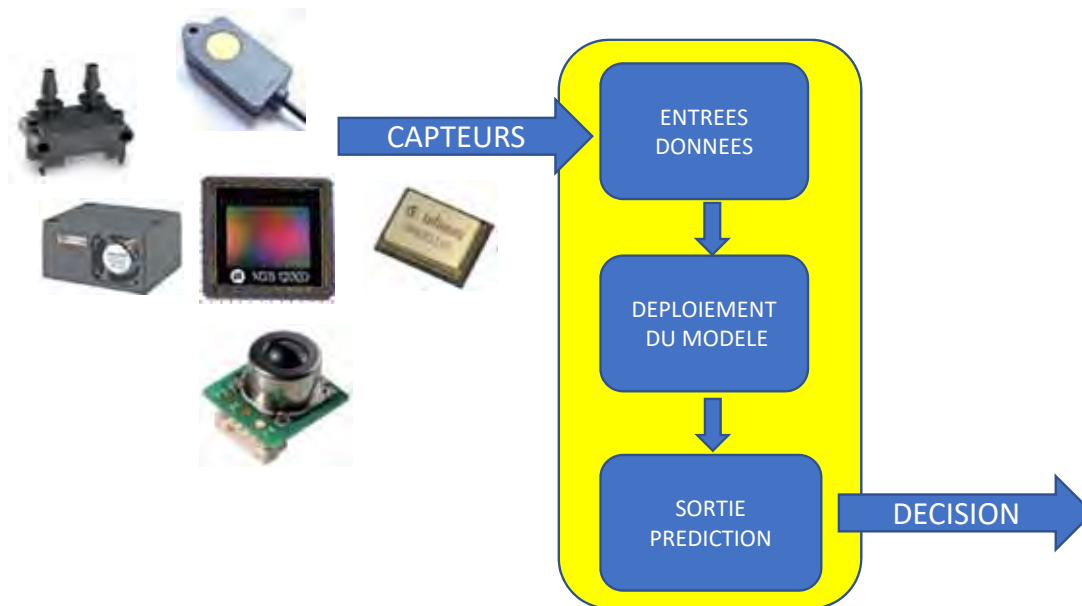 CAPTEURS
ENTREES
DONNEES
DEPLOIEMENT
DU MODELE
SORTIE
PREDICTION
DECISION